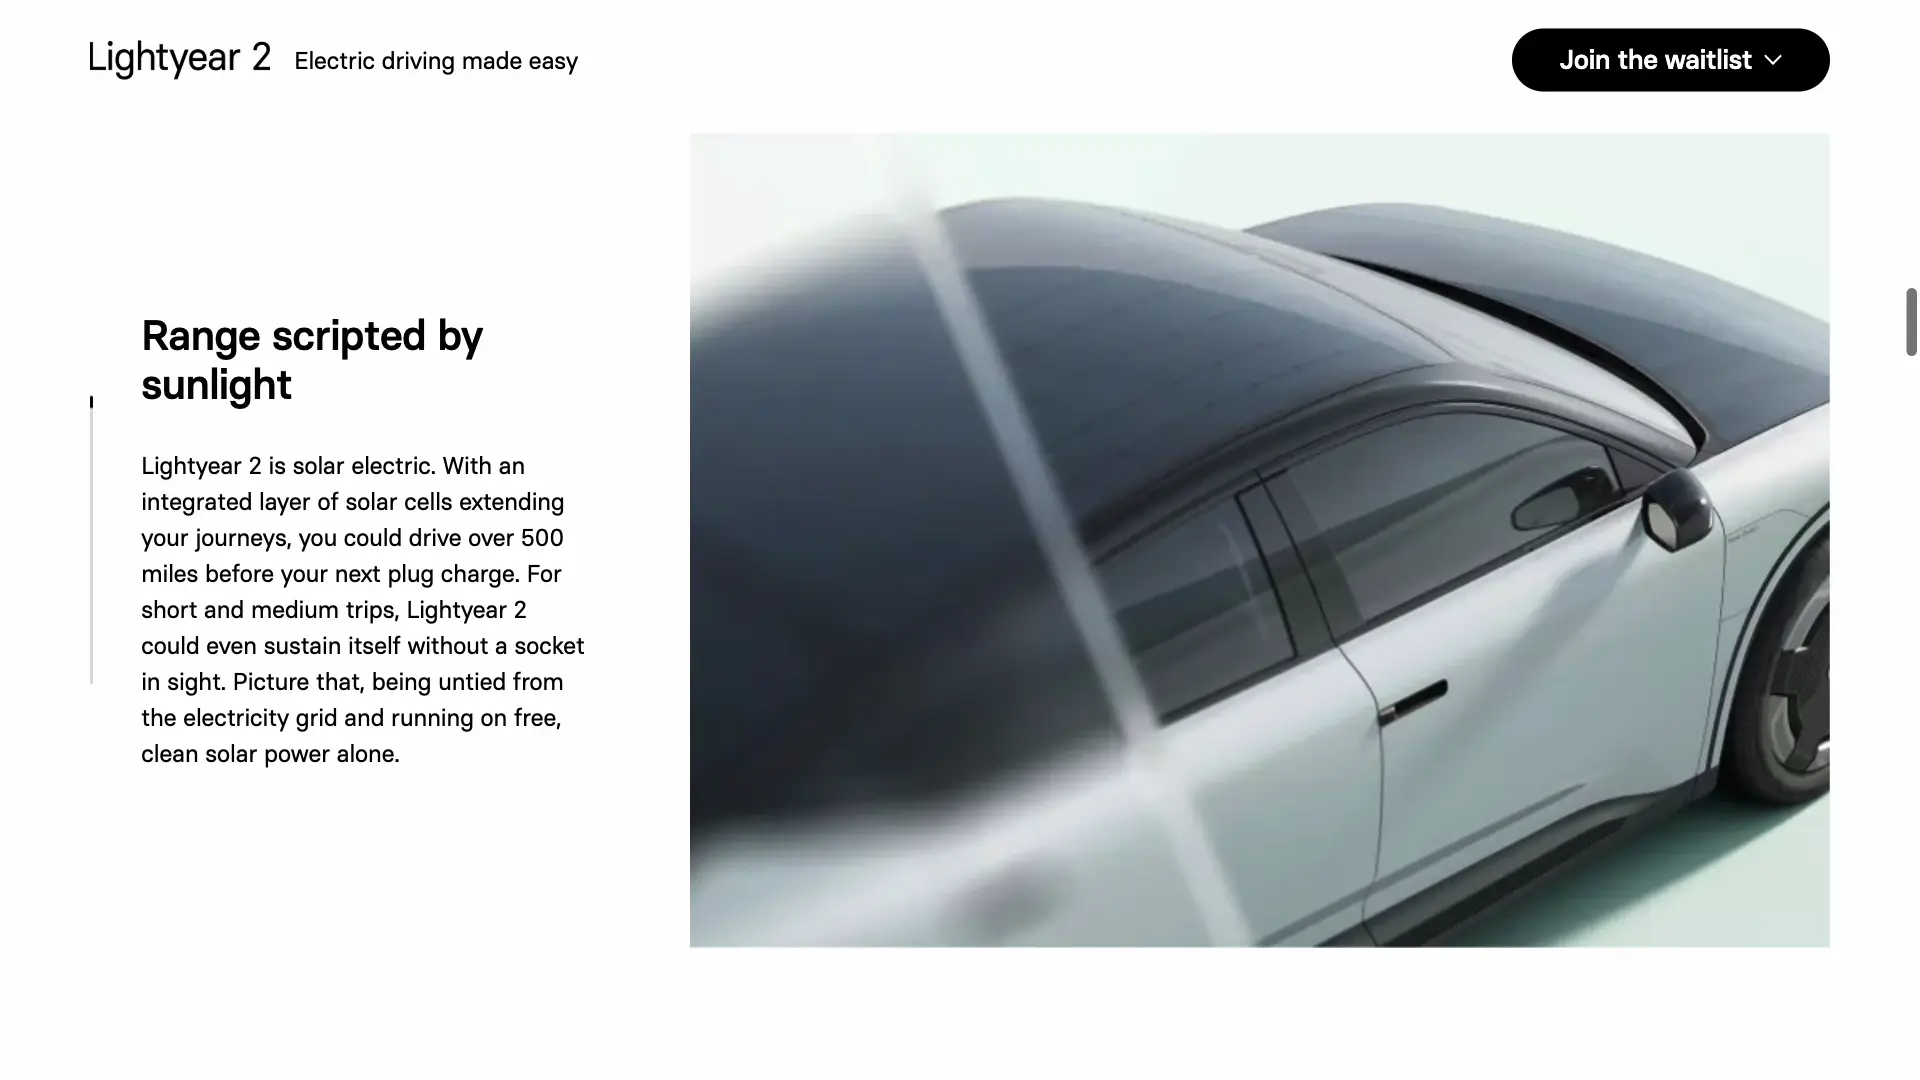 Lightyear 2 Electric driving made easy
Join the waitlist
Range scripted by
sunlight
Lightyear 2 is solar electric. With an
integrated layer of solar cells extending
your journeys, you could drive over 500
miles before your next plug charge. For
short and medium trips, Lightyear 2
could even sustain itself without a socket
in sight. Picture that, being untied from
the electricity grid and running on free,
clean solar power alone.